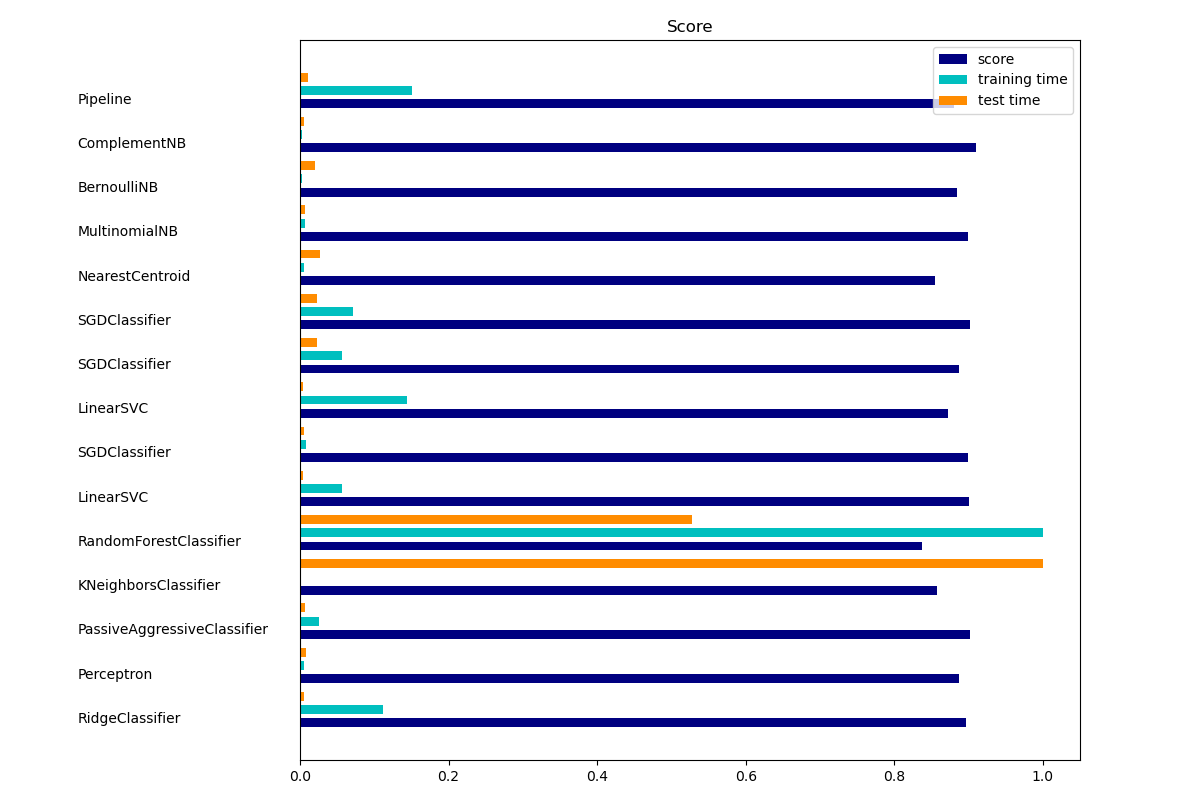 Score
score
training time
test time
Pipeline
ComplementNB
BernoulliNB
MultinomialNB
NearestCentroid
SGDClassifier
SGDClassifier
LinearSVC
SGDClassifier
LinearSVC
RandomForestClassifier
KNeighborsClassifier
PassiveAggressiveClassifier
Perceptron
RidgeClassifier
0.0 0.2 0.4 0.6 0.8 1.0